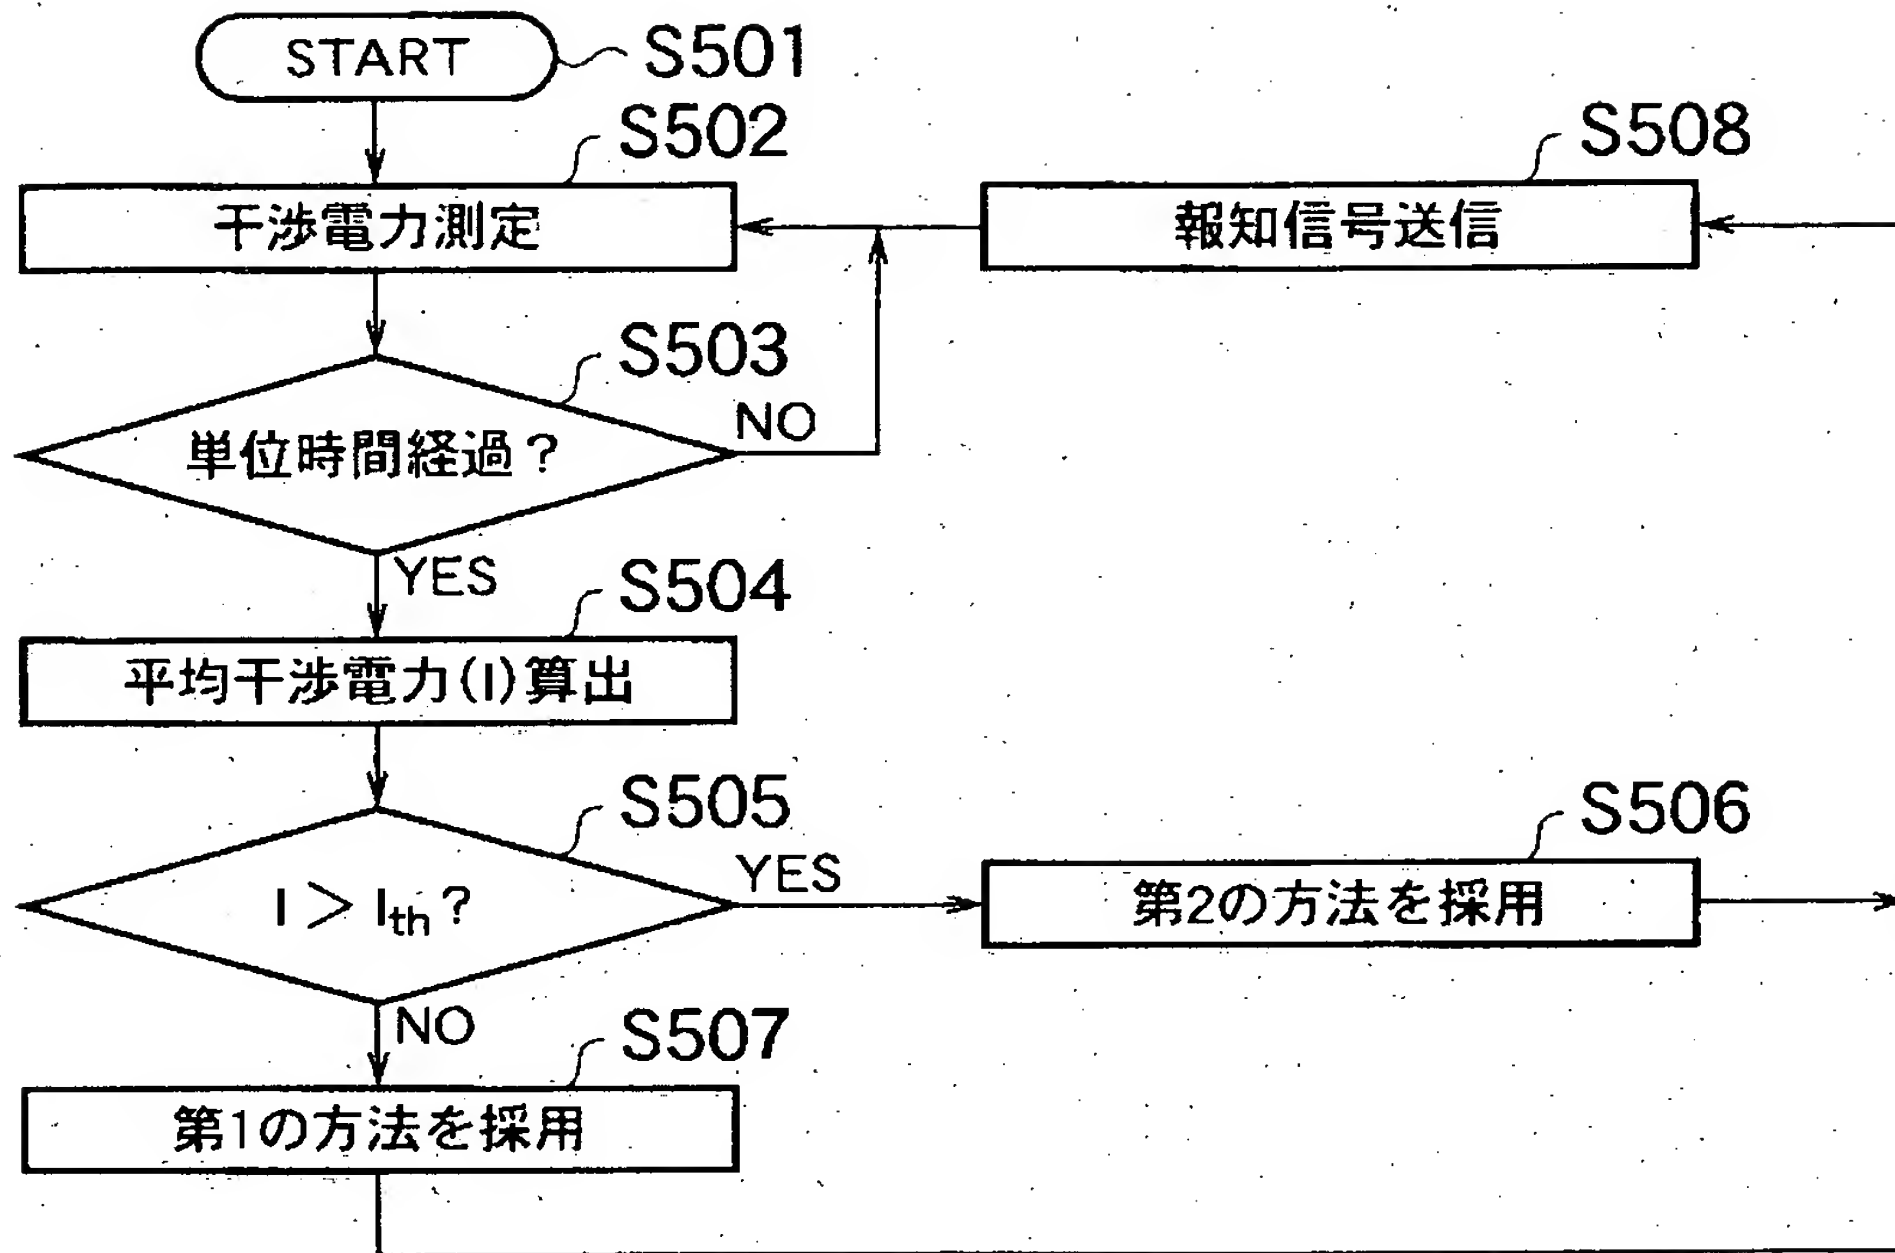 START
S501
S502
干渉電力測定
S508
報知信号送信
S503
単位時間経過？
NO
YES
S504
平均干渉電力(I)算出
S505
I＞Ith？
YES
S506
第2の方法を採用
NO
S507
第1の方法を採用